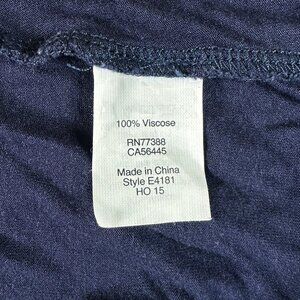 100% Viscose
RN77388
CA56445
Made in China
Style E4181
HO 15